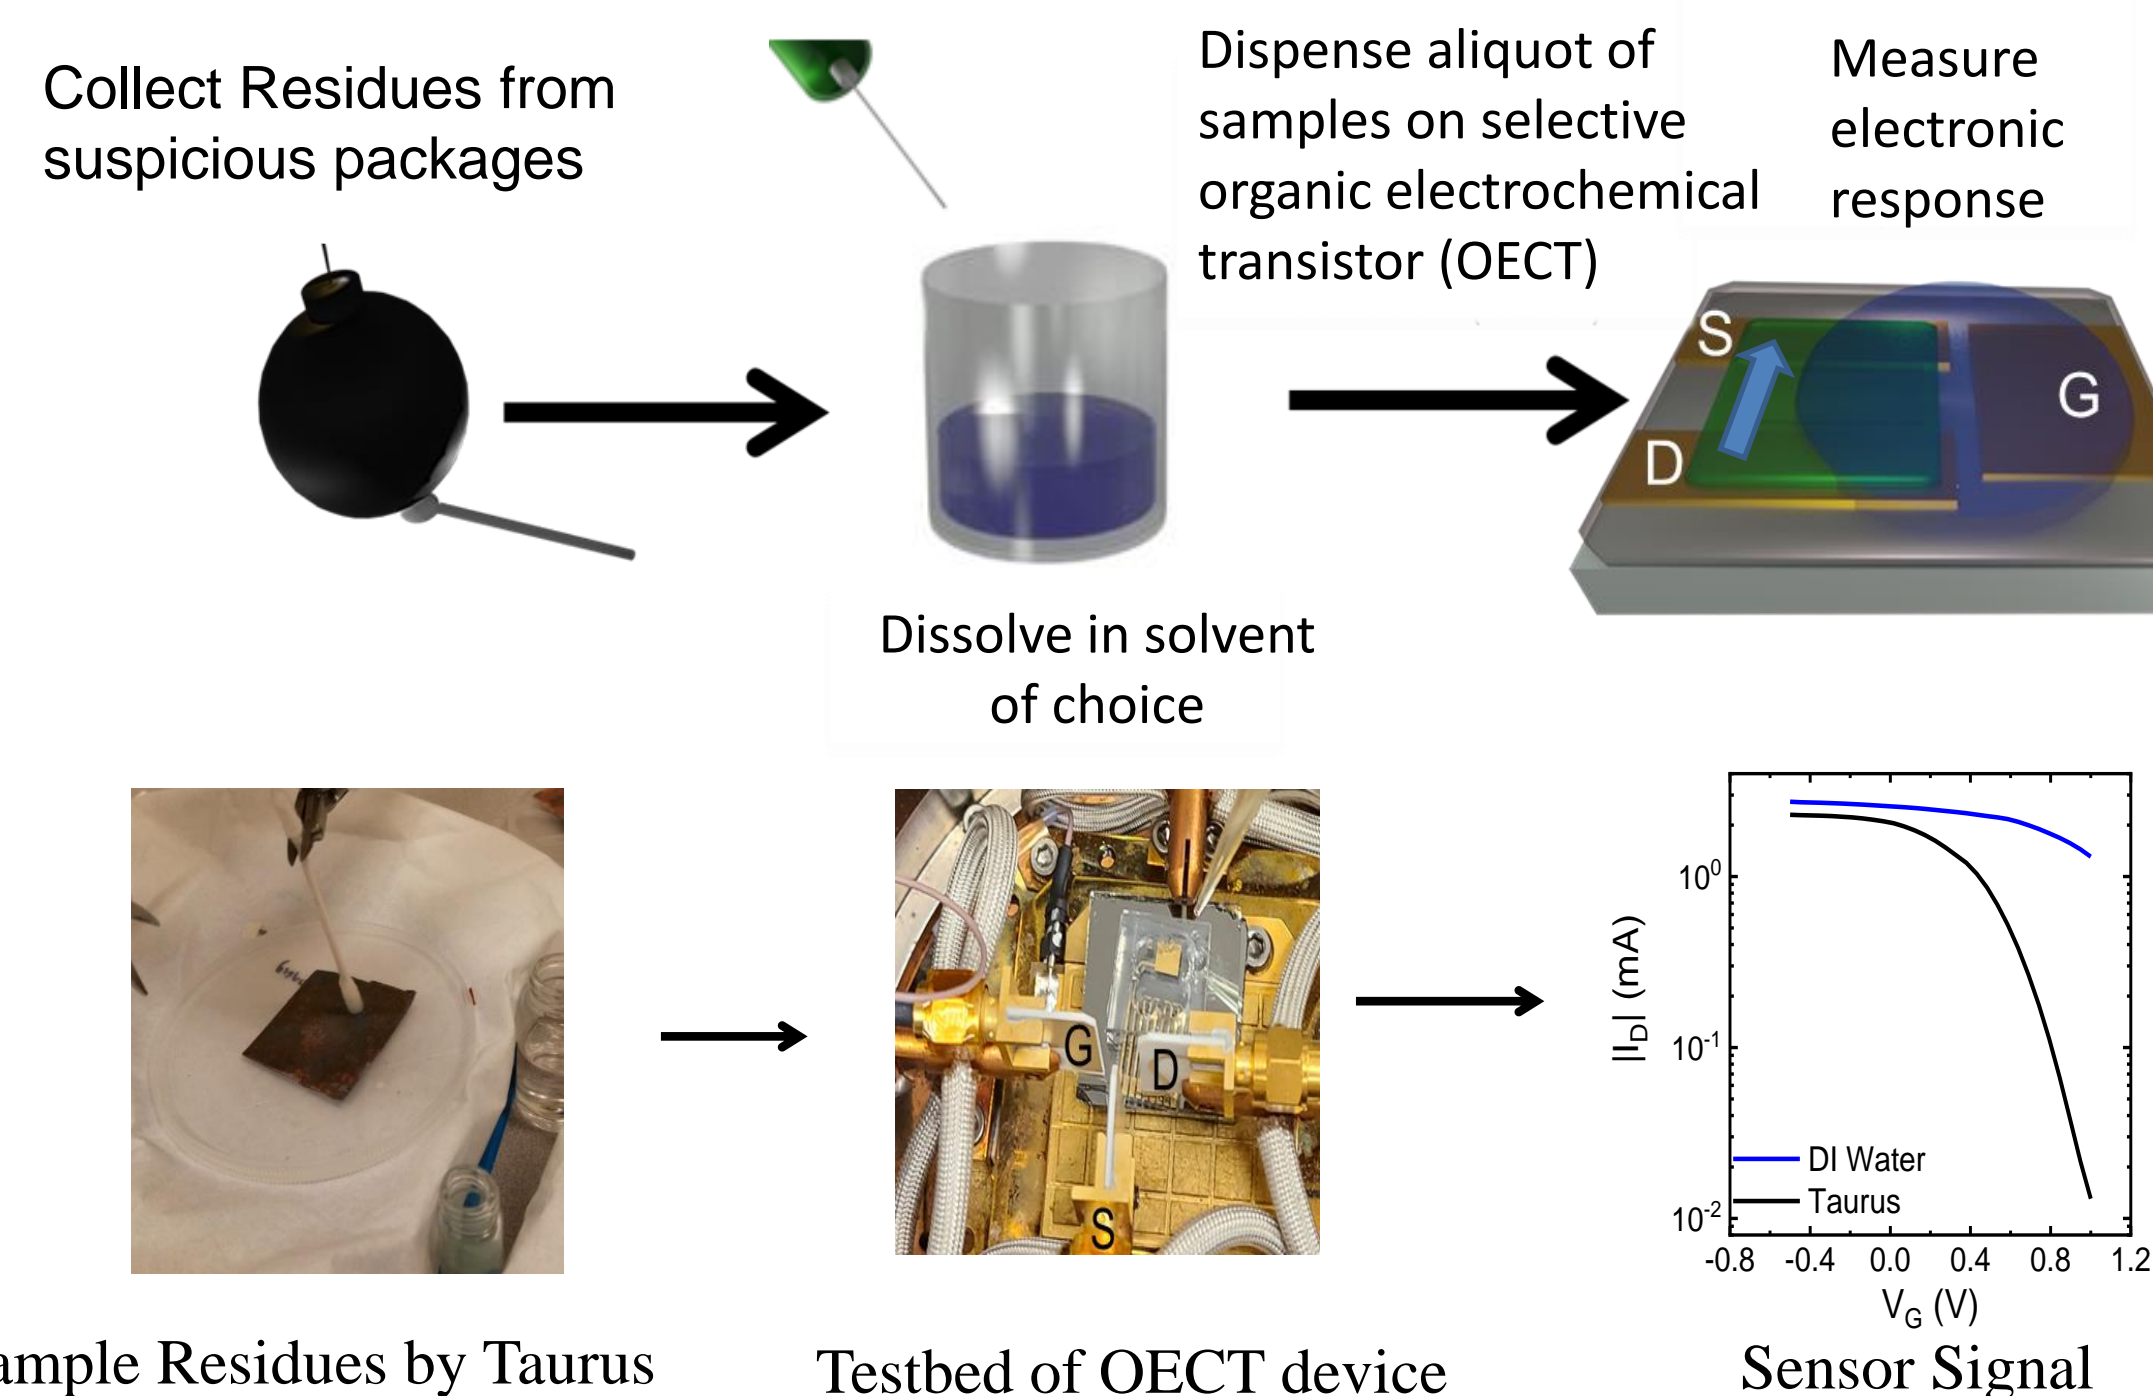 Collect Residues from
suspicious packages
Dispense aliquot of
samples on selective
organic electrochemical
transistor (OECT)
Measure
electronic
response
S
D
G
Dissolve in solvent
of choice
G
D
S
|I_D| (mA)
10^0
10^-1
10^-2
DI Water
Taurus
-0.8 -0.4 0.0 0.4 0.8 1.2
V_G (V)
ample Residues by Taurus
Testbed of OECT device
Sensor Signal